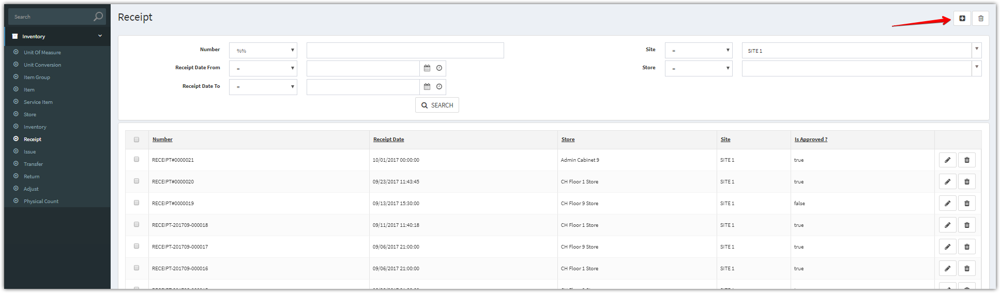 Search
Inventory
Unit Of Measure
Unit Conversion
Item Group
Item
Service Item
Store
Inventory
Receipt
Issue
Transfer
Return
Adjust
Physical Count
Receipt
Number %% Site = SITE 1
Receipt Date From = Store =
Receipt Date To =
SEARCH
Number Receipt Date Store Site Is Approved ?
RECEIPT#0000021 10/01/2017 00:00:00 Admin Cabinet 9 SITE 1 true
RECEIPT#0000020 09/23/2017 11:43:45 CH Floor 1 Store SITE 1 true
RECEIPT#0000019 09/13/2017 15:30:00 CH Floor 9 Store SITE 1 false
RECEIPT-201709-000018 09/11/2017 11:40:18 CH Floor 1 Store SITE 1 true
RECEIPT-201709-000017 09/06/2017 21:00:00 CH Floor 9 Store SITE 1 true
RECEIPT-201709-000016 09/06/2017 21:00:00 CH Floor 1 Store SITE 1 true